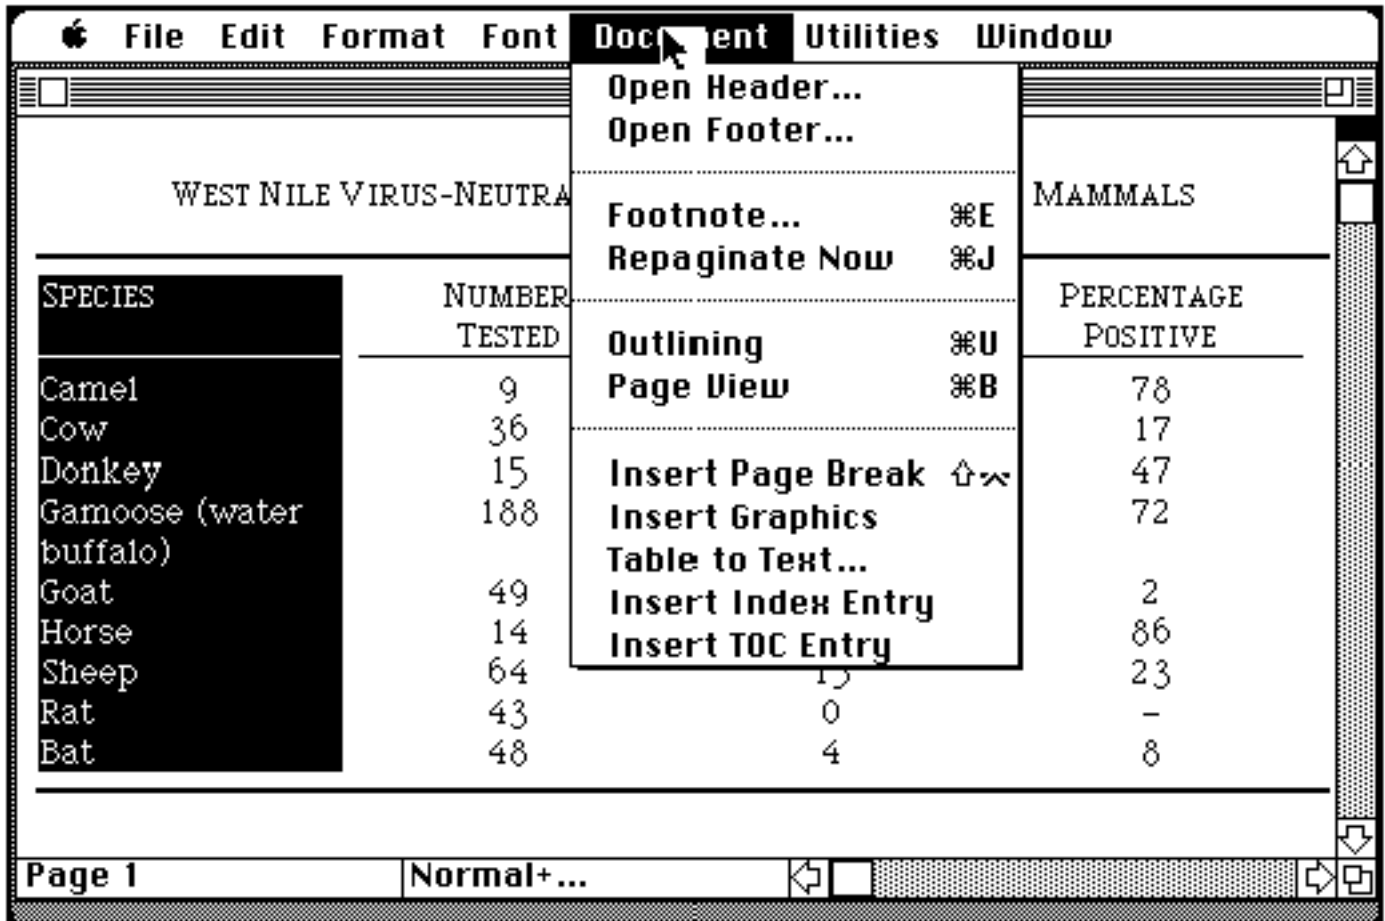 File Edit Format Font Document Utilities Window
Open Header...
Open Footer...
Footnote... ⌘E
Repaginate Now ⌘J
Outlining ⌘U
Page View ⌘B
Insert Page Break ⇧⌤
Insert Graphics
Table to Text...
Insert Index Entry
Insert TOC Entry
WEST NILE VIRUS-NEUTRA MAMMALS
SPECIES NUMBER PERCENTAGE
TESTED POSITIVE
Camel 9 78
Cow 36 17
Donkey 15 47
Gamoose (water 188 72
buffalo)
Goat 49 2
Horse 14 86
Sheep 64 15 23
Rat 43 0 –
Bat 48 4 8
Page 1 Normal+...